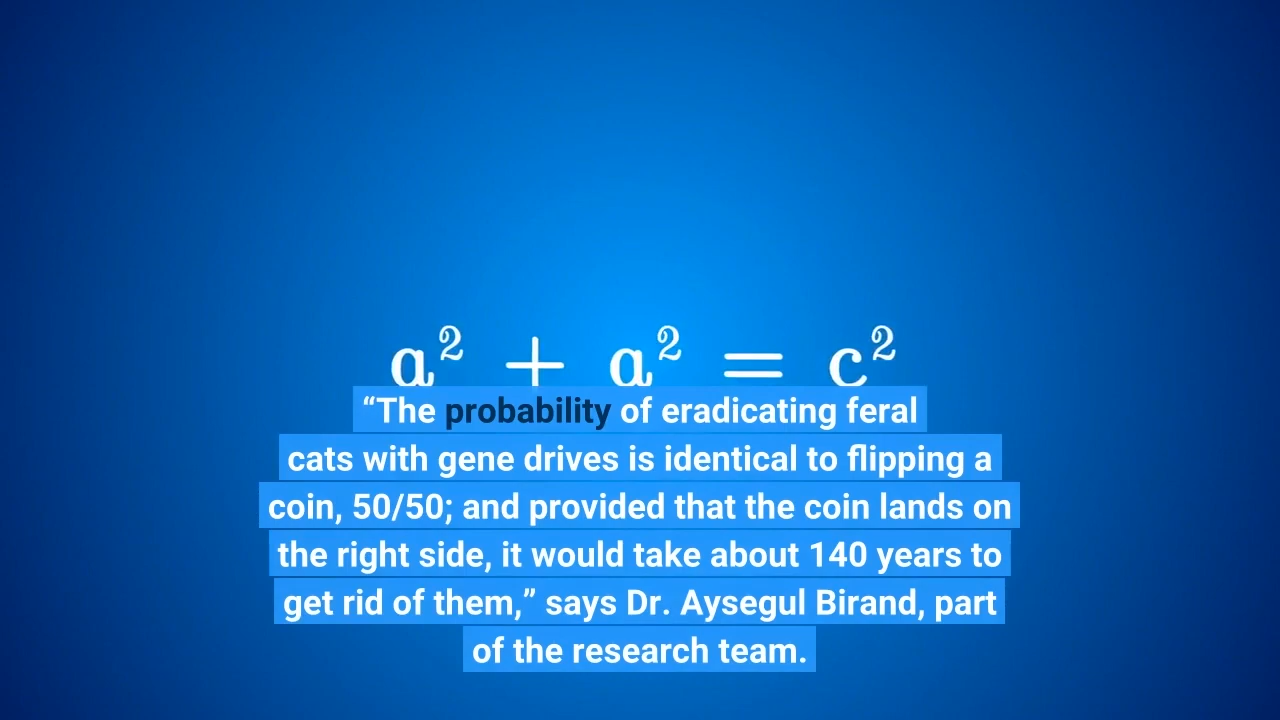 a² + a² = c²
“The probability of eradicating feral
cats with gene drives is identical to flipping a
coin, 50/50; and provided that the coin lands on
the right side, it would take about 140 years to
get rid of them,” says Dr. Aysegul Birand, part
of the research team.